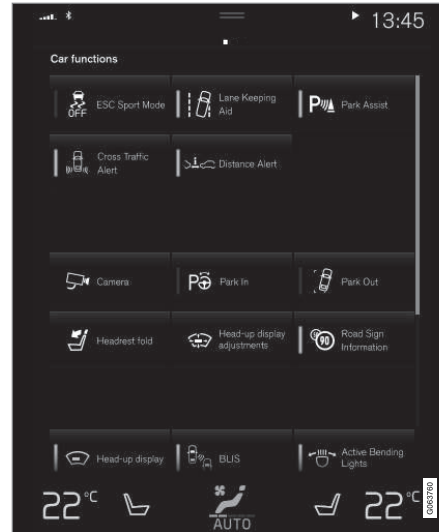 13:45
Car functions
OFF
ESC Sport Mode
Lane Keeping
Aid
P
Park Assist
Cross Traffic
Alert
Distance Alert
Camera
P
Park In
Park Out
Headrest fold
Head-up display
adjustments
90
Road Sign
Information
Head-up display
BLIS
Active Bending
Lights
22°C
AUTO
22°C
G063760